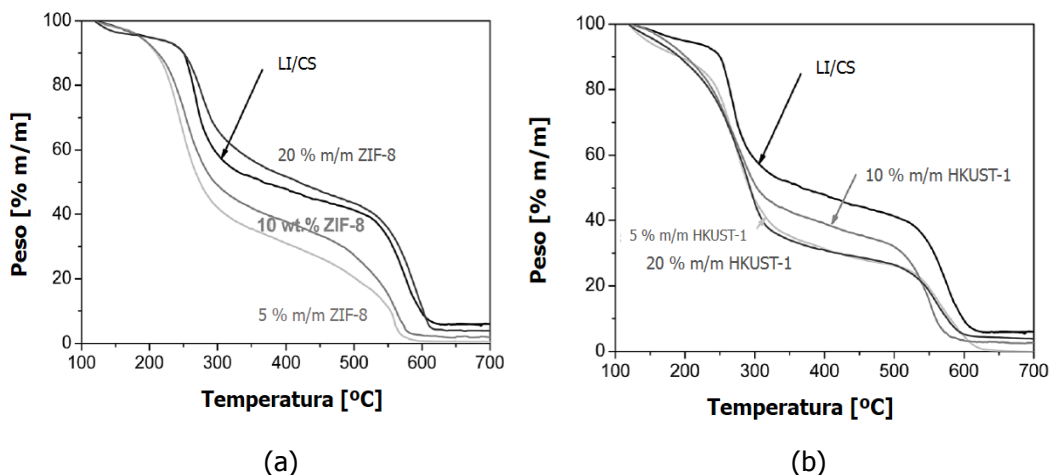 100
80
60
40
20
0
Peso [% m/m]
LI/CS
20 % m/m ZIF-8
10 wt.% ZIF-8
5 % m/m ZIF-8
100 200 300 400 500 600 700
Temperatura [ºC]
(a)
100
80
60
40
20
0
Peso [% m/m]
LI/CS
10 % m/m HKUST-1
5 % m/m HKUST-1
20 % m/m HKUST-1
100 200 300 400 500 600 700
Temperatura [ºC]
(b)